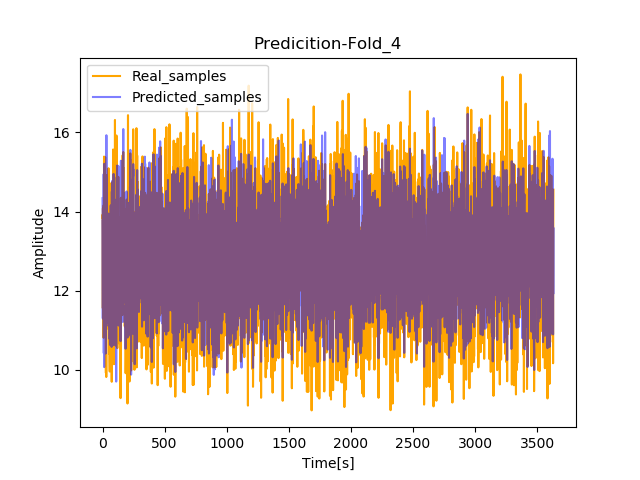 Predicition-Fold_4
Real_samples
Predicted_samples
16
14
12
10
Amplitude
0 500 1000 1500 2000 2500 3000 3500
Time[s]